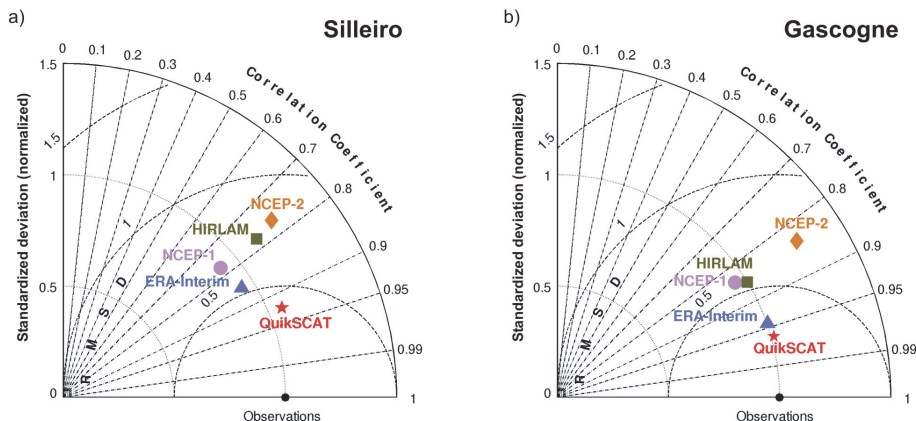 a)
Silleiro
Standardized deviation (normalized)
1.5
1
0.5
0
0
0.1
0.2
0.3
0.4
0.5
0.6
0.7
0.8
0.9
0.95
0.99
1
Correlation Coefficient
1.5
1
0.5
RMSD
NCEP-2
HIRLAM
NCEP-1
ERA-Interim
QuikSCAT
Observations
b)
Gascogne
Standardized deviation (normalized)
1.5
1
0.5
0
0
0.1
0.2
0.3
0.4
0.5
0.6
0.7
0.8
0.9
0.95
0.99
1
Correlation Coefficient
1.5
1
0.5
RMSD
NCEP-2
HIRLAM
NCEP-1
ERA-Interim
QuikSCAT
Observations